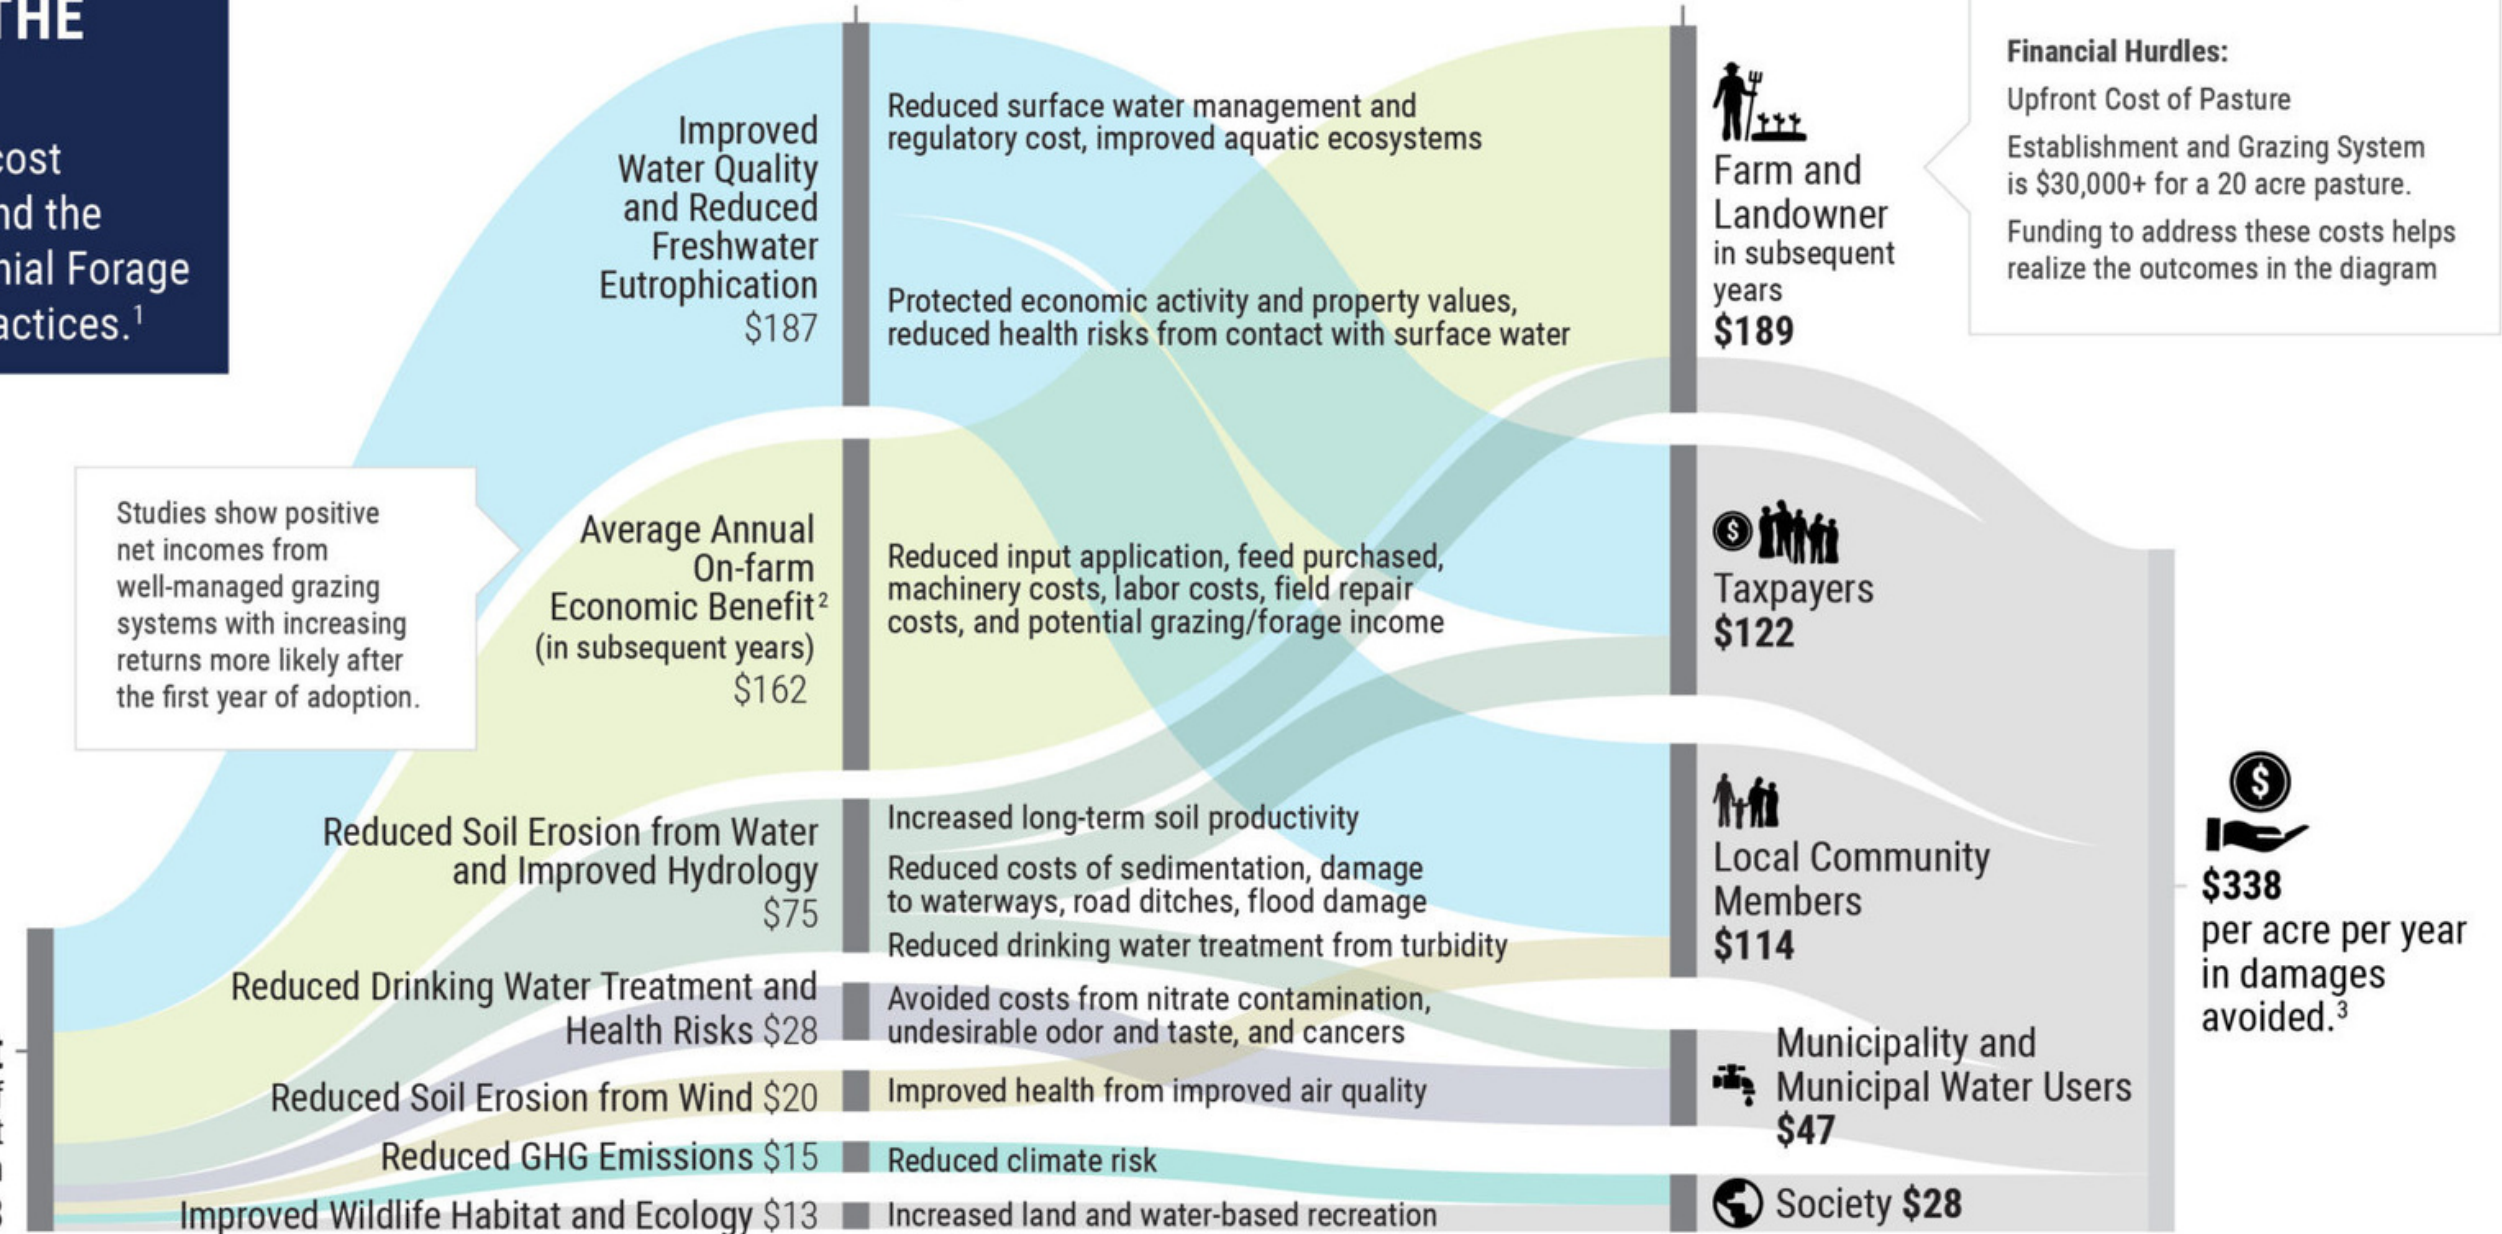 THE
cost
nd the
nial Forage
actices.¹
Studies show positive
net incomes from
well-managed grazing
systems with increasing
returns more likely after
the first year of adoption.
Improved
Water Quality
and Reduced
Freshwater
Eutrophication
$187
Average Annual
On-farm
Economic Benefit²
(in subsequent years)
$162
Reduced Soil Erosion from Water
and Improved Hydrology
$75
Reduced Drinking Water Treatment and
Health Risks $28
Reduced Soil Erosion from Wind $20
Reduced GHG Emissions $15
Improved Wildlife Habitat and Ecology $13
Reduced surface water management and
regulatory cost, improved aquatic ecosystems
Protected economic activity and property values,
reduced health risks from contact with surface water
Reduced input application, feed purchased,
machinery costs, labor costs, field repair
costs, and potential grazing/forage income
Increased long-term soil productivity
Reduced costs of sedimentation, damage
to waterways, road ditches, flood damage
Reduced drinking water treatment from turbidity
Avoided costs from nitrate contamination,
undesirable odor and taste, and cancers
Improved health from improved air quality
Reduced climate risk
Increased land and water-based recreation
Farm and
Landowner
in subsequent
years
$189
$
Taxpayers
$122
Local Community
Members
$114
Municipality and
Municipal Water Users
$47
Society $28
Financial Hurdles:
Upfront Cost of Pasture
Establishment and Grazing System
is $30,000+ for a 20 acre pasture.
Funding to address these costs helps
realize the outcomes in the diagram
$
$338
per acre per year
in damages
avoided.³